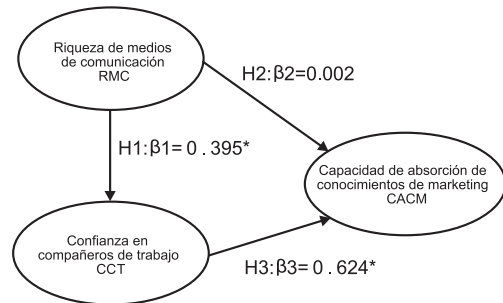 Riqueza de medios
de comunicación
RMC
H2:β2=0.002
H1:β1= 0 . 395*
Capacidad de absorción de
conocimientos de marketing
CACM
Confianza en
compañeros de trabajo
CCT
H3:β3= 0 . 624*